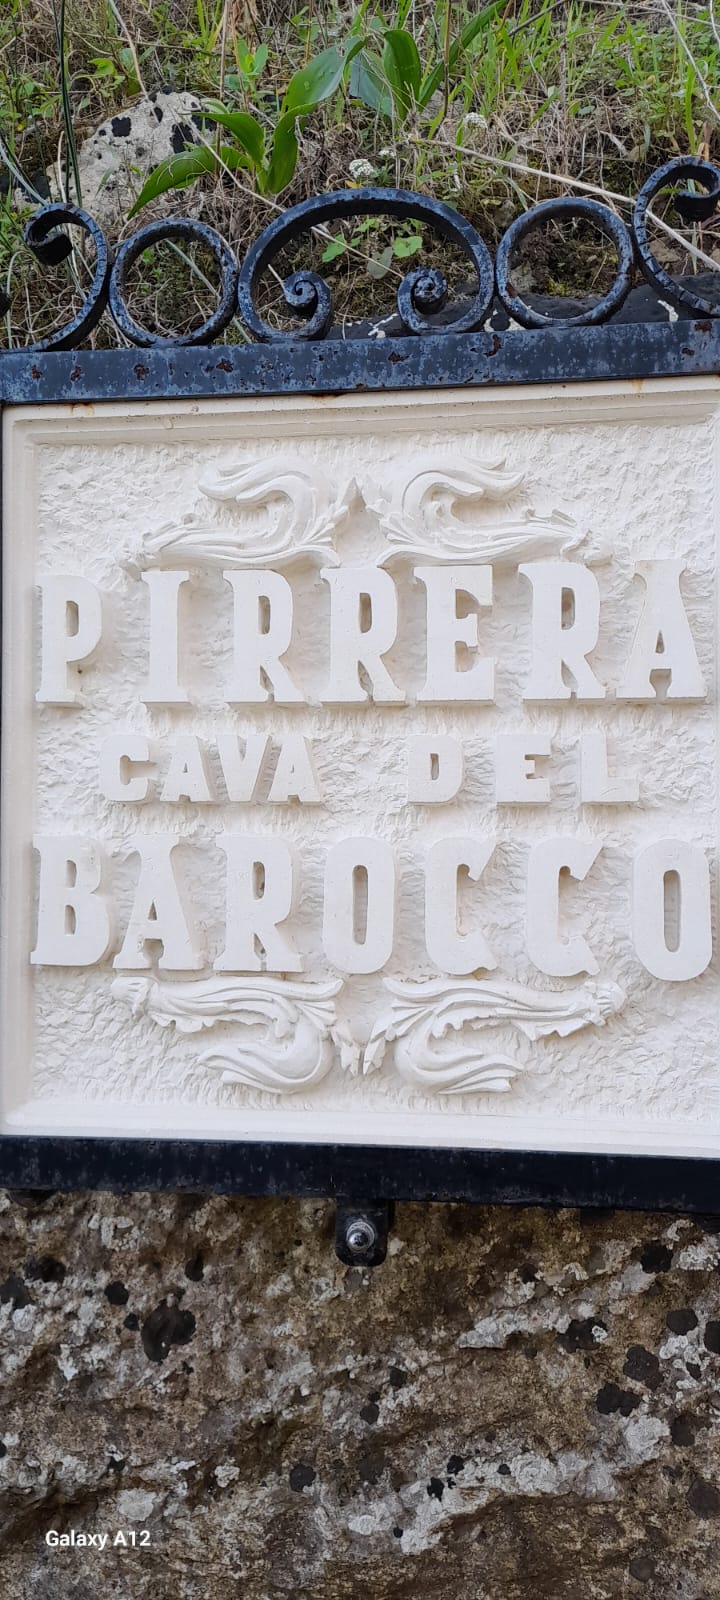 PIRRERA
CAVA DEL
BAROCCO
Galaxy A12